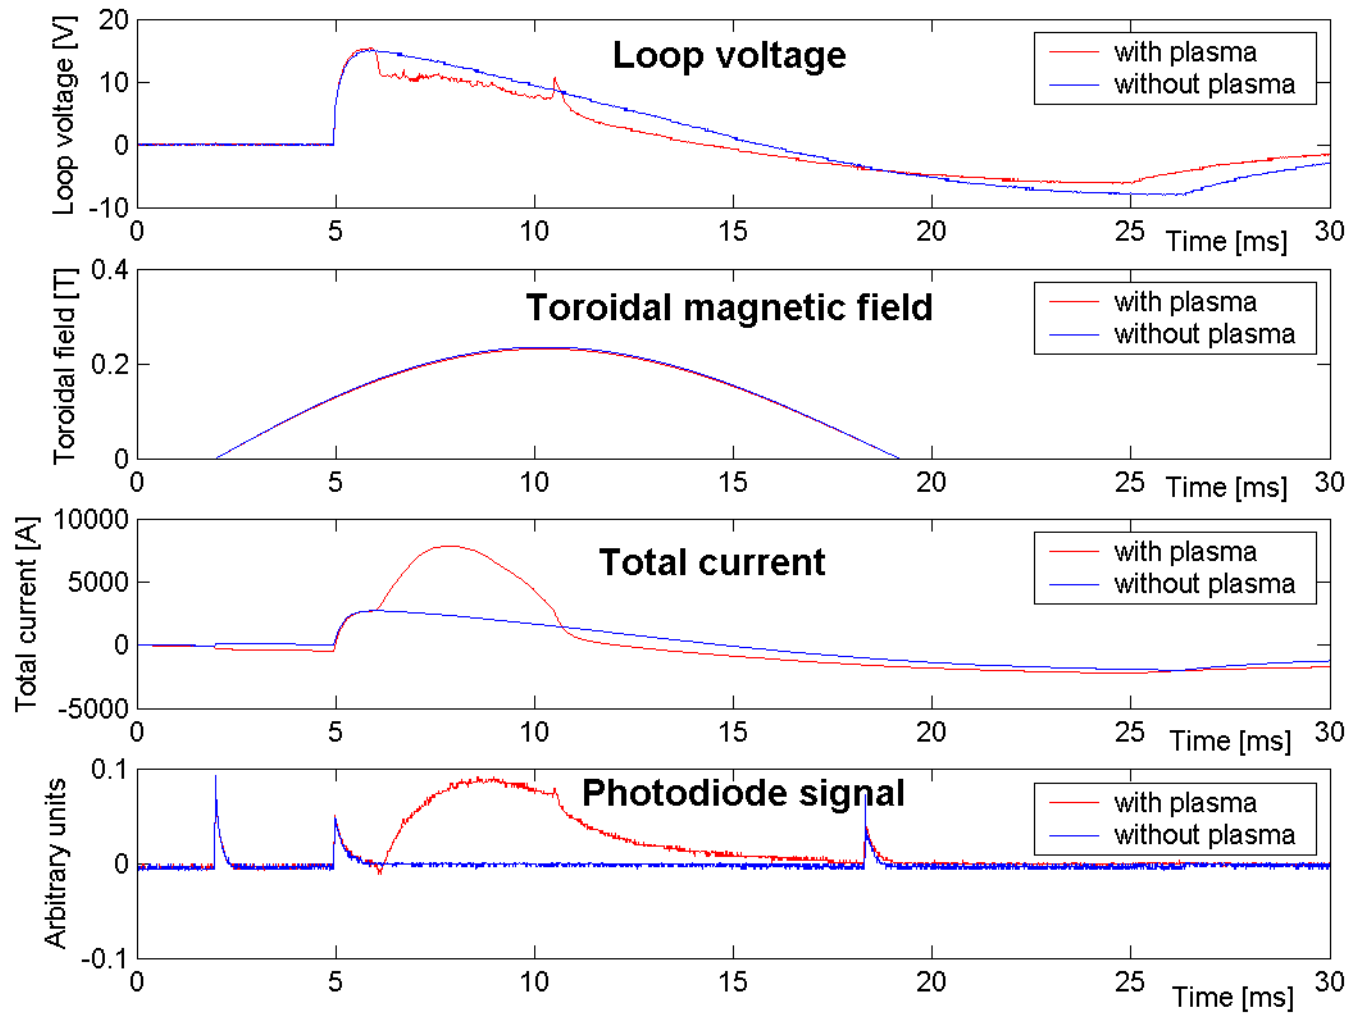 Loop voltage [V]
20
10
0
-10
Loop voltage
with plasma
without plasma
0 5 10 15 20 25 30
Time [ms]
Toroidal field [T]
0.4
0.2
0
Toroidal magnetic field
with plasma
without plasma
0 5 10 15 20 25 30
Time [ms]
Total current [A]
10000
5000
0
-5000
Total current
with plasma
without plasma
0 5 10 15 20 25 30
Time [ms]
Arbitrary units
0.1
0
-0.1
Photodiode signal
with plasma
without plasma
0 5 10 15 20 25 30
Time [ms]